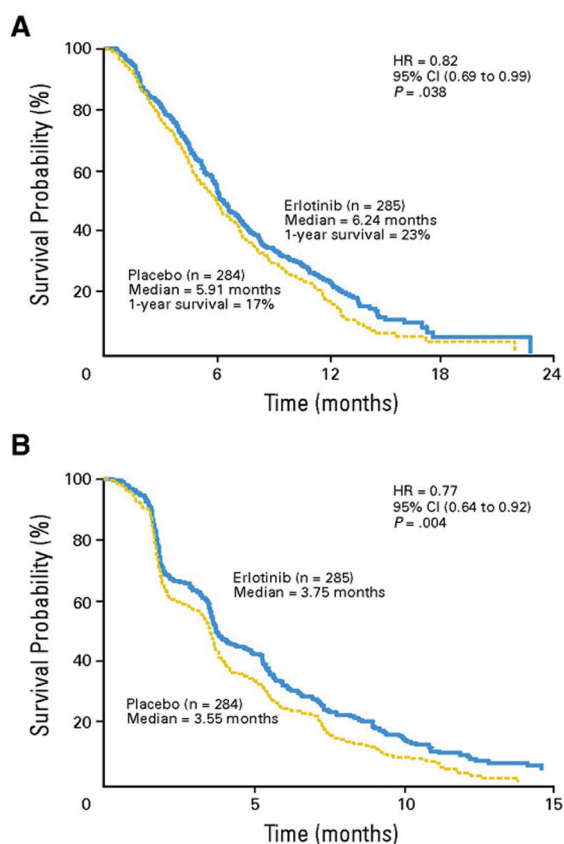 A
100
80
60
40
20
0
6
12
18
24
Survival Probability (%)
Time (months)
HR = 0.82
95% CI (0.69 to 0.99)
P = .038
Erlotinib (n = 285)
Median = 6.24 months
1-year survival = 23%
Placebo (n = 284)
Median = 5.91 months
1-year survival = 17%
B
100
80
60
40
20
0
5
10
15
Survival Probability (%)
Time (months)
HR = 0.77
95% CI (0.64 to 0.92)
P = .004
Erlotinib (n = 285)
Median = 3.75 months
Placebo (n = 284)
Median = 3.55 months